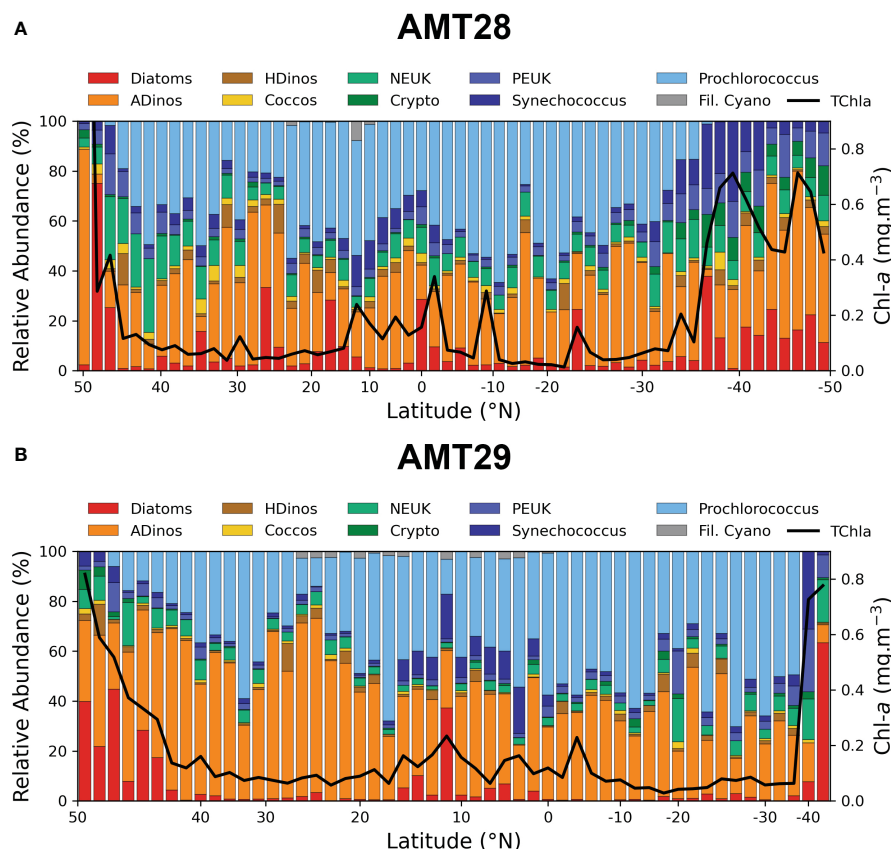 A
AMT28
Diatoms HDinos NEUK PEUK Prochlorococcus
ADinos Coccos Crypto Synechococcus Fil. Cyano TChla
Relative Abundance (%)
100
80
60
40
20
0
0.8
0.6
0.4
0.2
0.0
Chl-a (mg.m−3)
50 40 30 20 10 0 -10 -20 -30 -40 -50
Latitude (°N)
B
AMT29
Diatoms HDinos NEUK PEUK Prochlorococcus
ADinos Coccos Crypto Synechococcus Fil. Cyano TChla
Relative Abundance (%)
100
80
60
40
20
0
0.8
0.6
0.4
0.2
0.0
Chl-a (mg.m−3)
50 40 30 20 10 0 -10 -20 -30 -40
Latitude (°N)